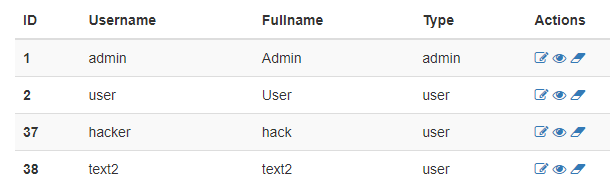 ID Username Fullname Type Actions
1 admin Admin admin
2 user User user
37 hacker hack user
38 text2 text2 user